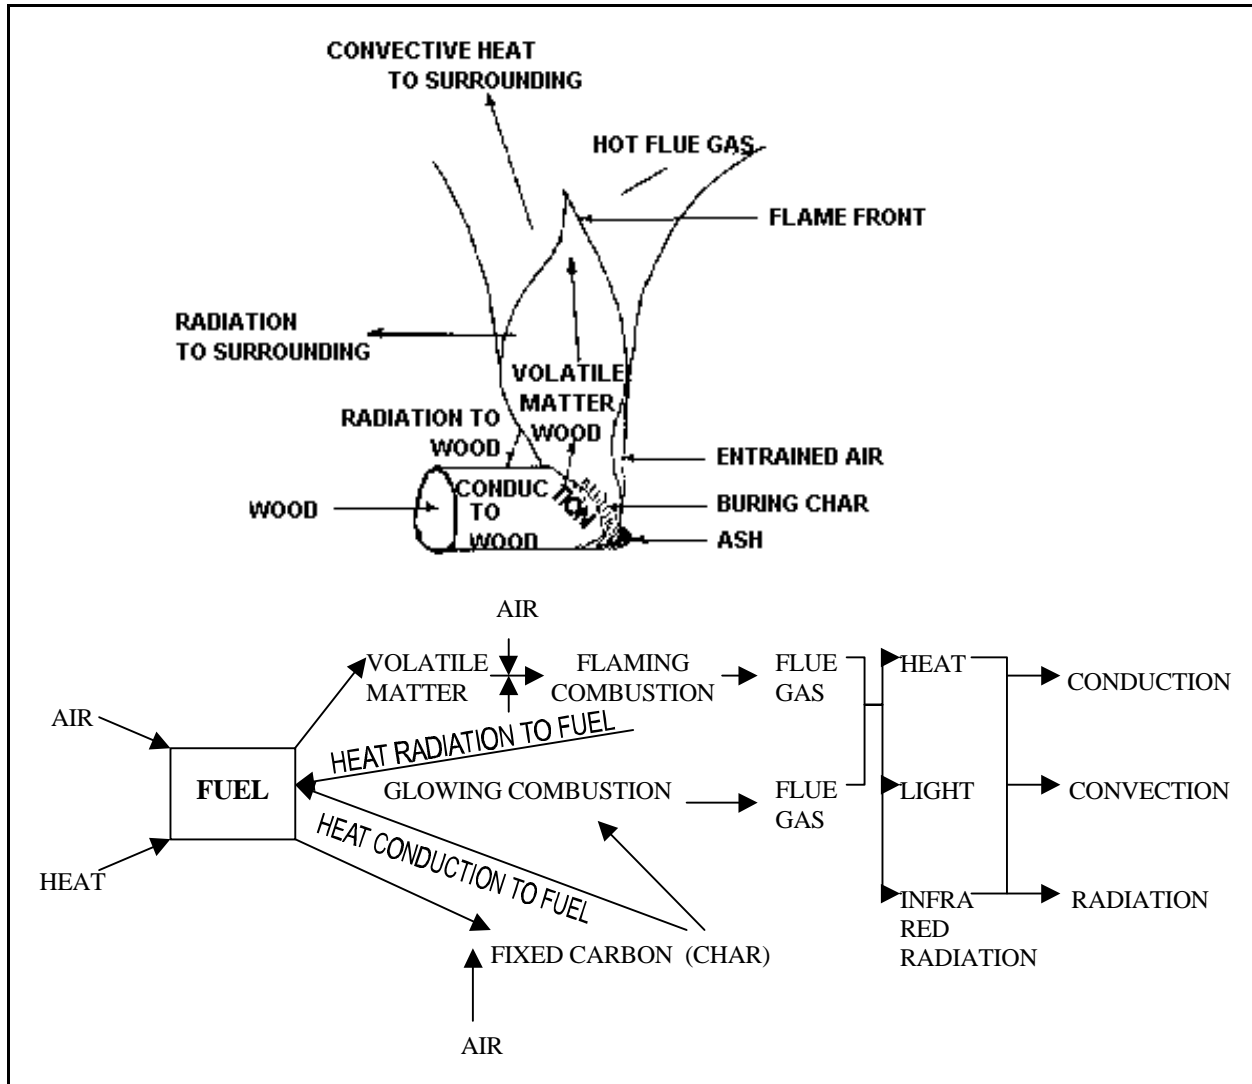 CONVECTIVE HEAT
TO SURROUNDING
HOT FLUE GAS
FLAME FRONT
RADIATION
TO SURROUNDING
VOLATILE
MATTER
WOOD
RADIATION TO
WOOD
ENTRAINED AIR
WOOD
CONDUCTION
TO
WOOD
BURING CHAR
ASH
AIR
VOLATILE
MATTER
FLAMING
COMBUSTION
FLUE
GAS
HEAT
CONDUCTION
AIR
HEAT RADIATION TO FUEL
FUEL
GLOWING COMBUSTION
FLUE
GAS
LIGHT
CONVECTION
HEAT CONDUCTION TO FUEL
HEAT
INFRA
RED
RADIATION
RADIATION
FIXED CARBON (CHAR)
AIR